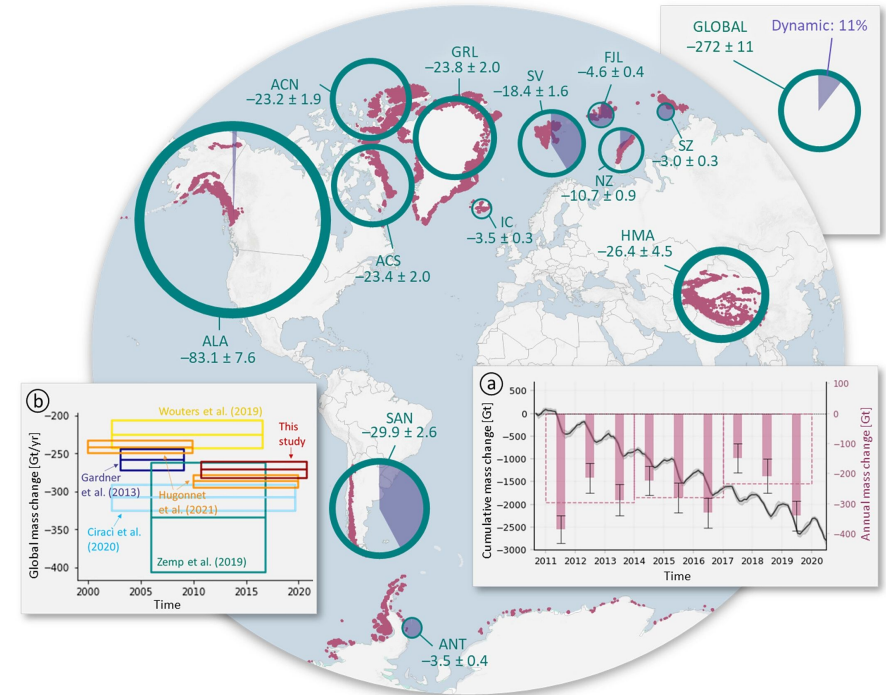 GLOBAL
−272 ± 11
Dynamic: 11%
ACN
−23.2 ± 1.9
GRL
−23.8 ± 2.0
SV
−18.4 ± 1.6
FJL
−4.6 ± 0.4
SZ
−3.0 ± 0.3
NZ
−10.7 ± 0.9
IC
−3.5 ± 0.3
ACS
−23.4 ± 2.0
HMA
−26.4 ± 4.5
ALA
−83.1 ± 7.6
SAN
−29.9 ± 2.6
ANT
−3.5 ± 0.4
b
Global mass change [Gt/yr]
−200
−250
−300
−350
−400
Wouters et al. (2019)
This
study
Gardner
et al. (2013)
Hugonnet
et al. (2021)
Ciracì et al.
(2020)
Zemp et al. (2019)
2000
2005
2010
2015
2020
Time
a
Cumulative mass change [Gt]
500
0
−500
−1000
−1500
−2000
−2500
−3000
100
0
−100
−200
−300
−400
Annual mass change [Gt]
2011
2012
2013
2014
2015
2016
2017
2018
2019
2020
Time